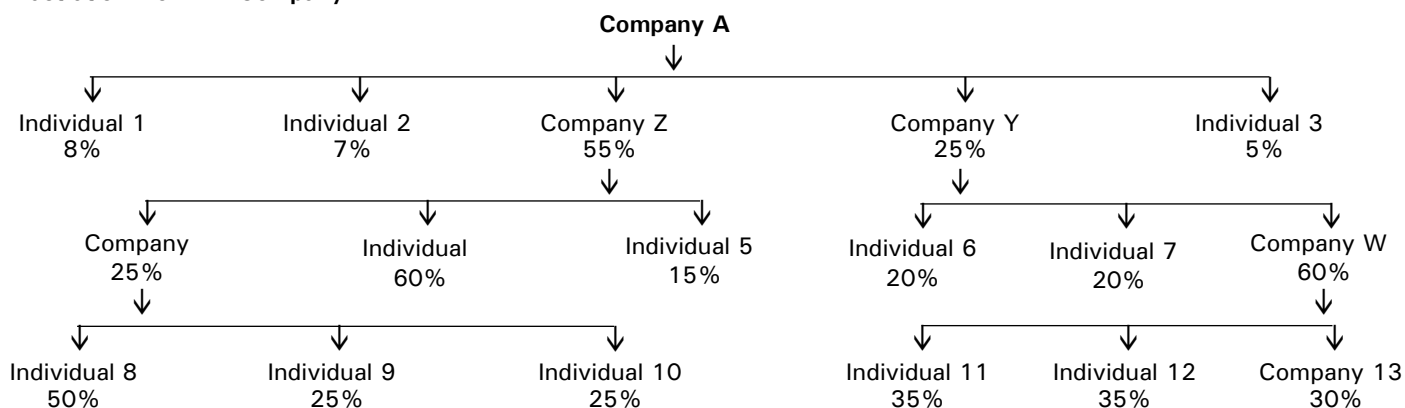 Company A
Individual 1 Individual 2 Company Z Company Y Individual 3
8% 7% 55% 25% 5%
Company Individual Individual 5 Individual 6 Individual 7 Company W
25% 60% 15% 20% 20% 60%
Individual 8 Individual 9 Individual 10 Individual 11 Individual 12 Company 13
50% 25% 25% 35% 35% 30%